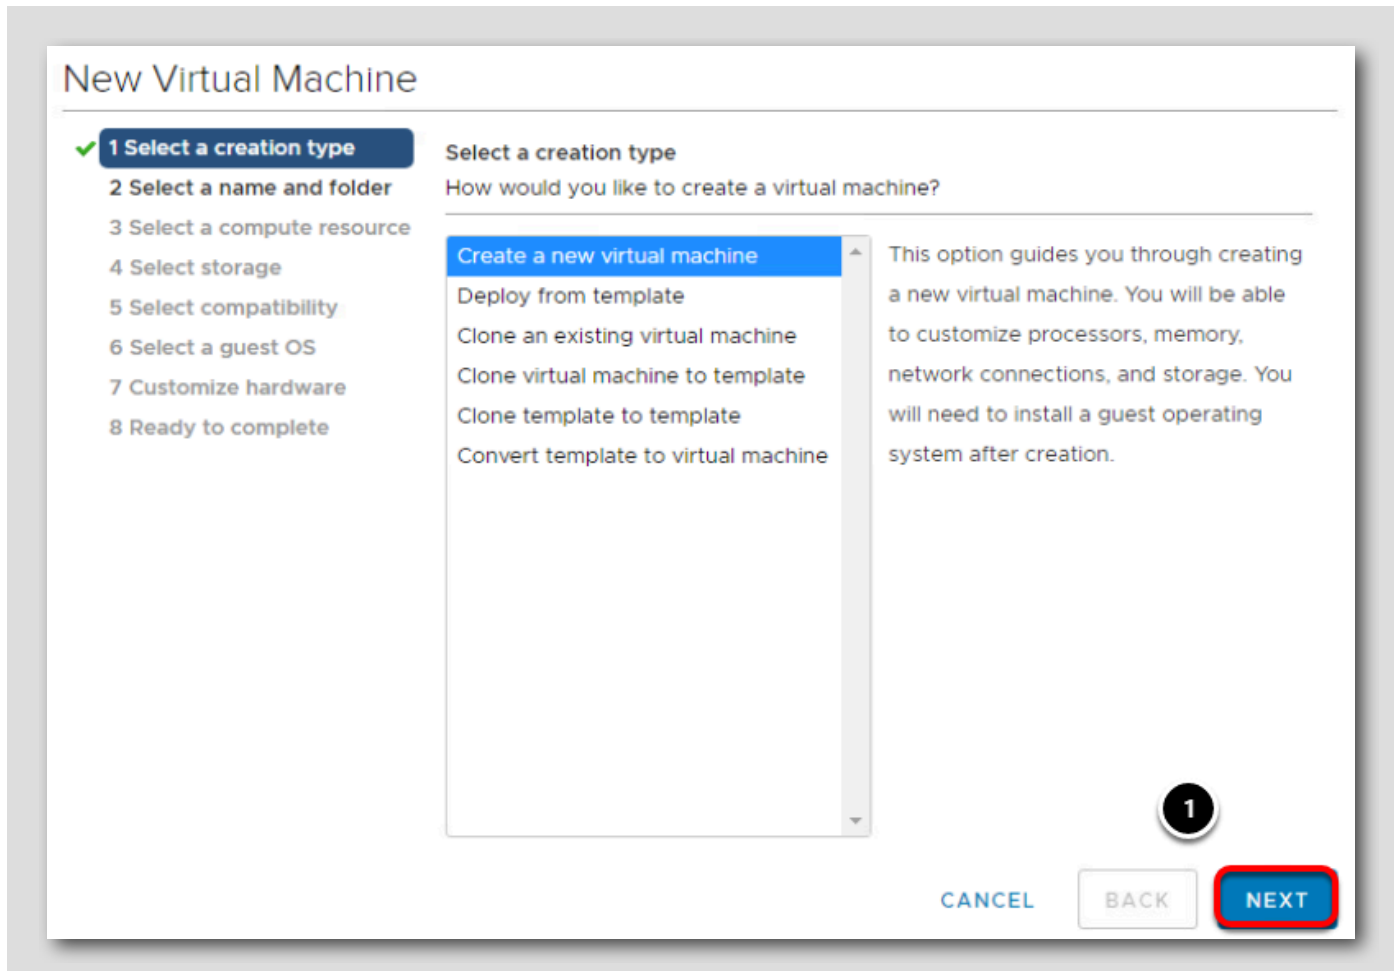 New Virtual Machine
1 Select a creation type
2 Select a name and folder
3 Select a compute resource
4 Select storage
5 Select compatibility
6 Select a guest OS
7 Customize hardware
8 Ready to complete
Select a creation type
How would you like to create a virtual machine?
Create a new virtual machine
Deploy from template
Clone an existing virtual machine
Clone virtual machine to template
Clone template to template
Convert template to virtual machine
This option guides you through creating
a new virtual machine. You will be able
to customize processors, memory,
network connections, and storage. You
will need to install a guest operating
system after creation.
1
CANCEL
BACK
NEXT